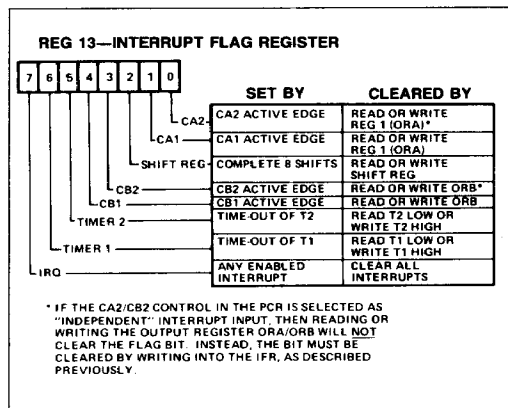 REG 13—INTERRUPT FLAG REGISTER
7 6 5 4 3 2 1 0
SET BY CLEARED BY
CA2 CA2 ACTIVE EDGE READ OR WRITE
REG 1 (ORA)*
CA1 CA1 ACTIVE EDGE READ OR WRITE
REG 1 (ORA)
SHIFT REG COMPLETE 8 SHIFTS READ OR WRITE
SHIFT REG
CB2 CB2 ACTIVE EDGE READ OR WRITE ORB*
CB1 CB1 ACTIVE EDGE READ OR WRITE ORB
TIMER 2 TIME-OUT OF T2 READ T2 LOW OR
WRITE T2 HIGH
TIMER 1 TIME-OUT OF T1 READ T1 LOW OR
WRITE T1 HIGH
IRQ ANY ENABLED CLEAR ALL
INTERRUPT INTERRUPTS
* IF THE CA2/CB2 CONTROL IN THE PCR IS SELECTED AS
"INDEPENDENT" INTERRUPT INPUT, THEN READING OR
WRITING THE OUTPUT REGISTER ORA/ORB WILL NOT
CLEAR THE FLAG BIT. INSTEAD, THE BIT MUST BE
CLEARED BY WRITING INTO THE IFR, AS DESCRIBED
PREVIOUSLY.